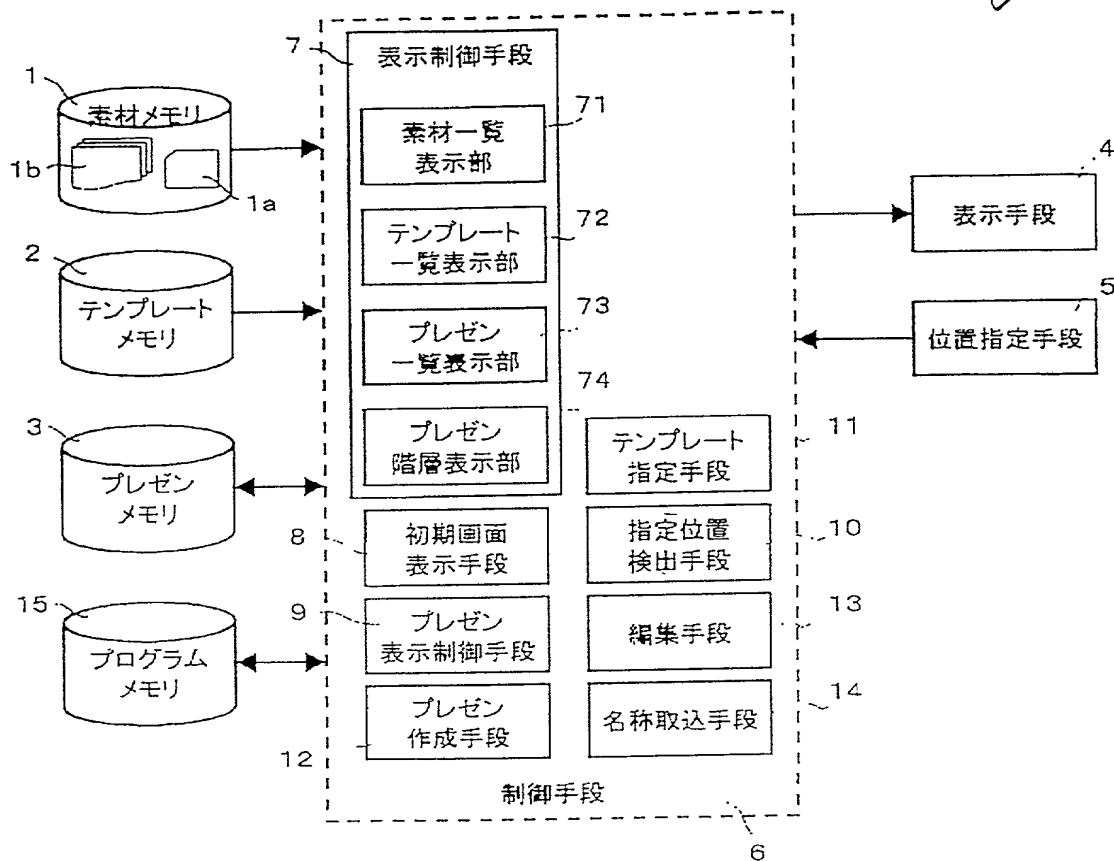 7
表示制御手段
1
素材メモリ
1b
1a
71
素材一覧
表示部
4
表示手段
2
テンプレート
メモリ
72
テンプレート
一覧表示部
5
位置指定手段
73
プレゼン
一覧表示部
74
3
プレゼン
メモリ
プレゼン
階層表示部
11
テンプレート
指定手段
8
初期画面
表示手段
10
指定位置
検出手段
15
プログラム
メモリ
9
プレゼン
表示制御手段
13
編集手段
12
プレゼン
作成手段
14
名称取込手段
制御手段
6